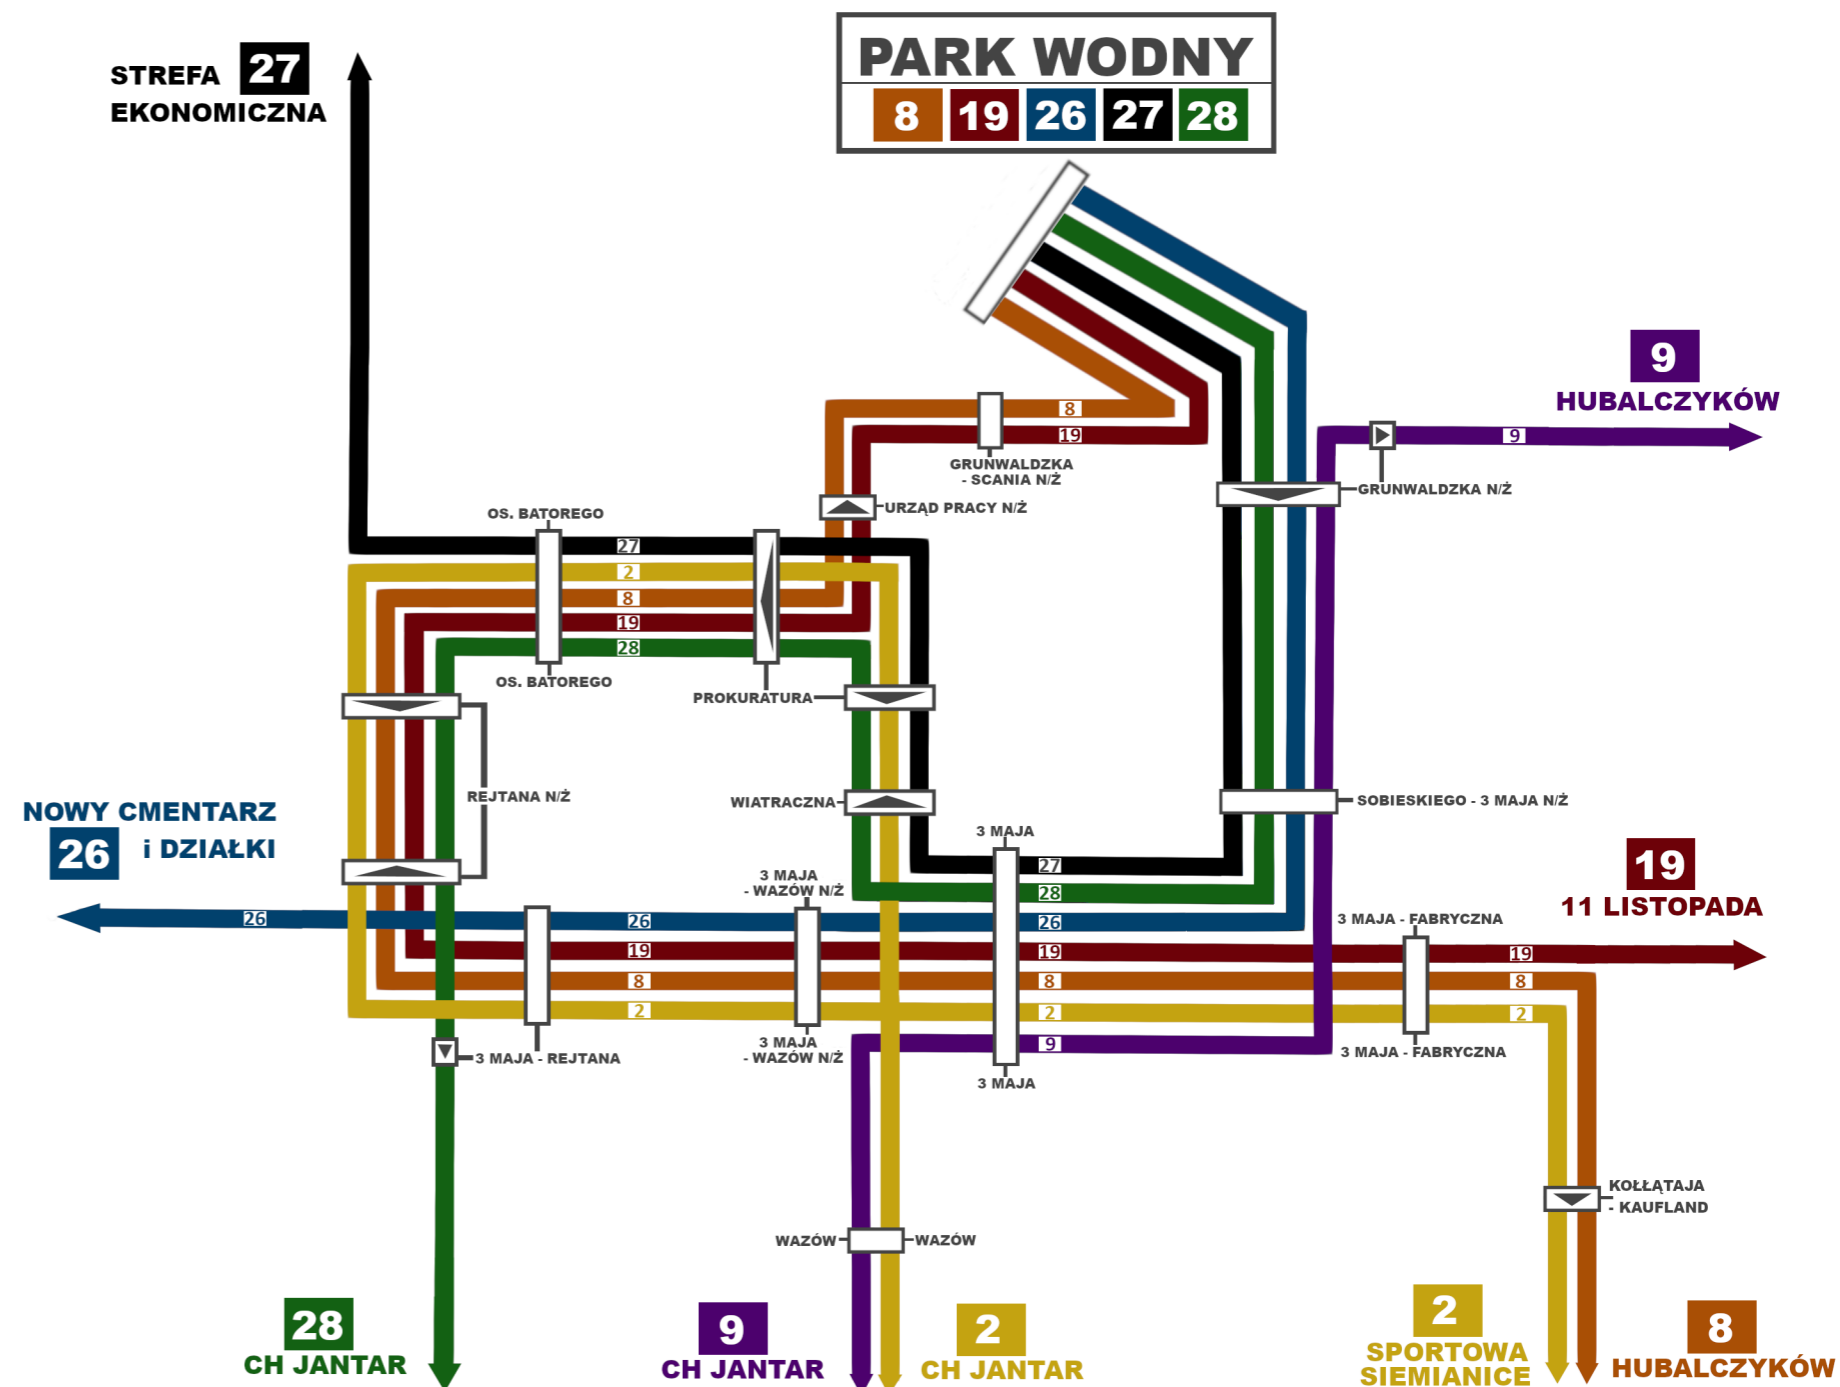 STREFA 27
EKONOMICZNA
PARK WODNY
8 19 26 27 28
9
HUBALCZYKÓW
8
19
9
GRUNWALDZKA
- SCANIA N/Ż
GRUNWALDZKA N/Ż
URZĄD PRACY N/Ż
OS. BATOREGO
27
2
8
19
28
OS. BATOREGO
PROKURATURA
REJTANA N/Ż
WIATRACZNA
SOBIESKIEGO - 3 MAJA N/Ż
NOWY CMENTARZ
26 i DZIAŁKI
3 MAJA
27
28
26
19
8
2
9
3 MAJA
3 MAJA
- WAZÓW N/Ż
19
11 LISTOPADA
26
26
19
8
2
3 MAJA - FABRYCZNA
19
8
2
3 MAJA - FABRYCZNA
3 MAJA
- WAZÓW N/Ż
3 MAJA - REJTANA
KOŁŁĄTAJA
- KAUFLAND
WAZÓW
WAZÓW
28
CH JANTAR
9
CH JANTAR
2
CH JANTAR
2
SPORTOWA
SIEMIANICE
8
HUBALCZYKÓW